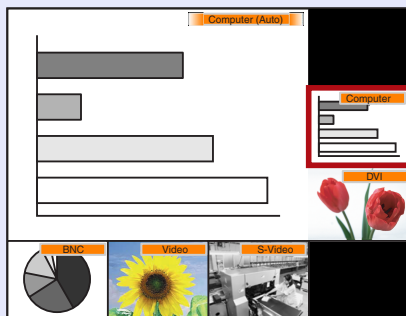 Computer (Auto)
Computer
DVI
BNC
Video
S-Video